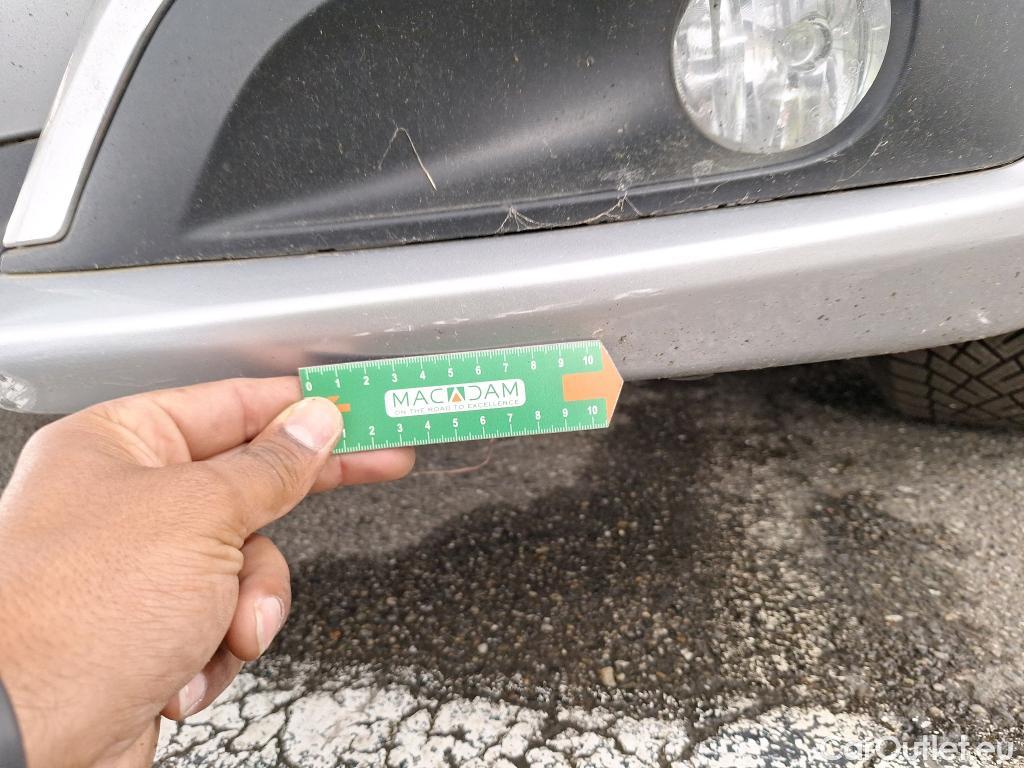 0 1 2 3 4 5 6 7 8 9 10
MACADAM
ON THE ROAD TO EXCELLENCE
1 2 3 4 5 6 7 8 9 10
CarOutlet.eu